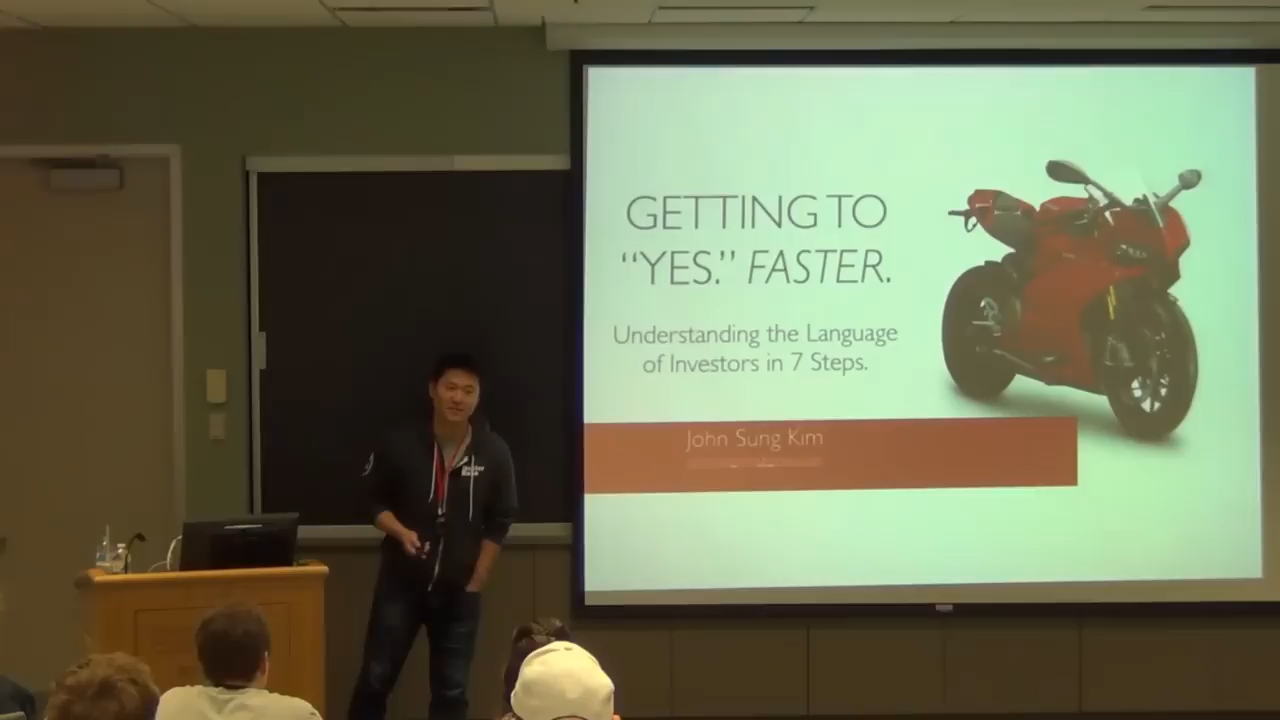 GETTING TO
“YES.” FASTER.
Understanding the Language
of Investors in 7 Steps.
John Sung Kim